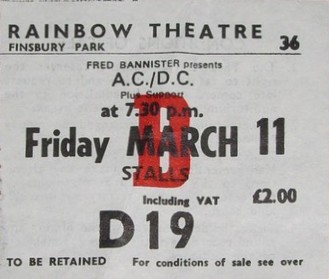 RAINBOW THEATRE
FINSBURY PARK 36
FRED BANNISTER presents
A.C./D.C.
Plus Support
at 7.30 p.m.
Friday MARCH 11
B
STALLS
Including VAT £2.00
D 19
TO BE RETAINED For conditions of sale see over